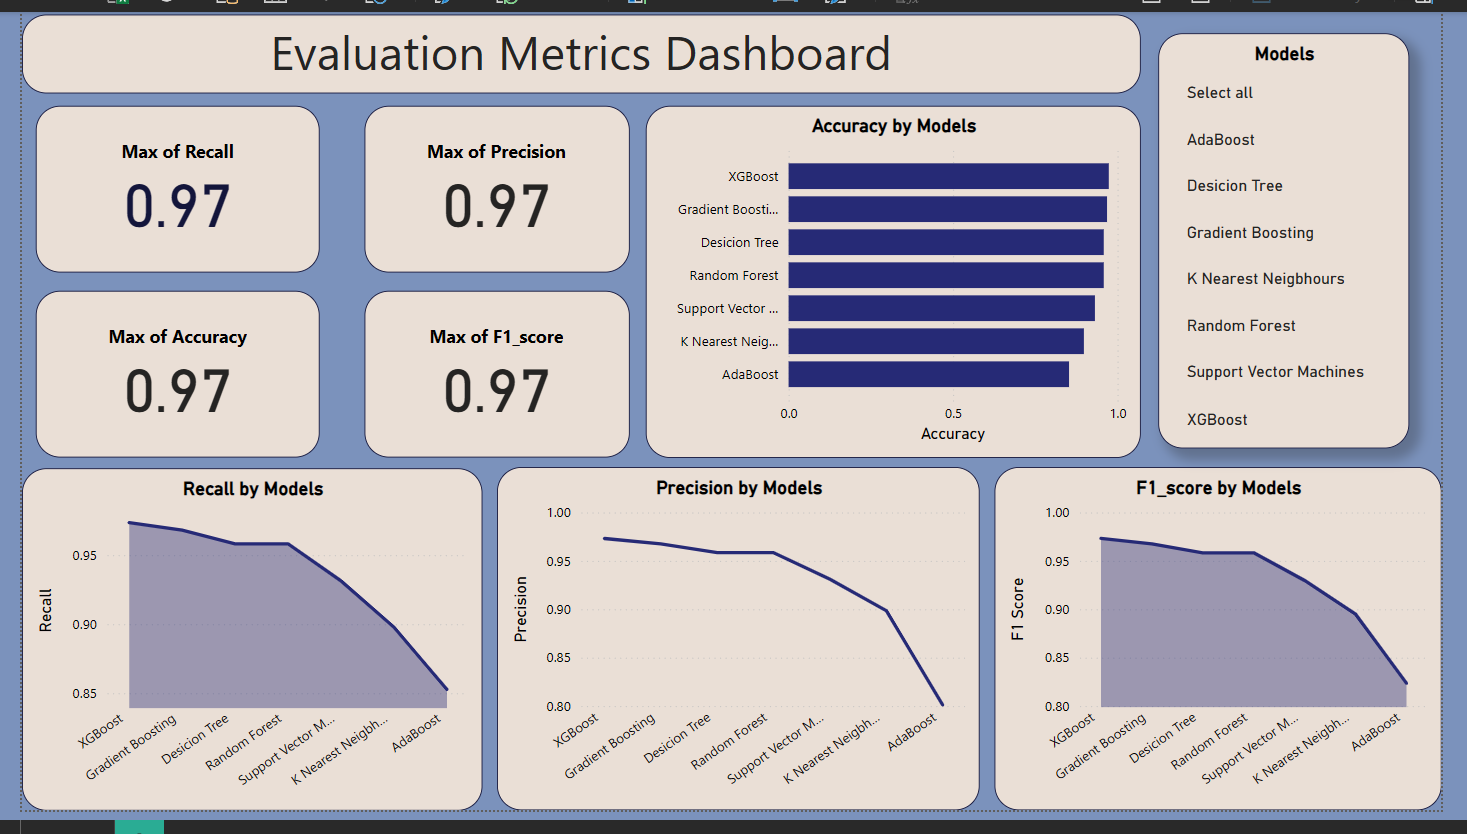 Evaluation Metrics Dashboard
Max of Recall
0.97
Max of Precision
0.97
Max of Accuracy
0.97
Max of F1_score
0.97
Accuracy by Models
XGBoost
Gradient Boosti...
Desicion Tree
Random Forest
Support Vector ...
K Nearest Neig...
AdaBoost
0.0 0.5 1.0
Accuracy
Models
Select all
AdaBoost
Desicion Tree
Gradient Boosting
K Nearest Neigbhours
Random Forest
Support Vector Machines
XGBoost
Recall by Models
Recall
0.95
0.90
0.85
XGBoost
Gradient Boosting
Desicion Tree
Random Forest
Support Vector M...
K Nearest Neigbh...
AdaBoost
Precision by Models
Precision
1.00
0.95
0.90
0.85
0.80
XGBoost
Gradient Boosting
Desicion Tree
Random Forest
Support Vector M...
K Nearest Neigbh...
AdaBoost
F1_score by Models
F1 Score
1.00
0.95
0.90
0.85
0.80
XGBoost
Gradient Boosting
Desicion Tree
Random Forest
Support Vector M...
K Nearest Neigbh...
AdaBoost